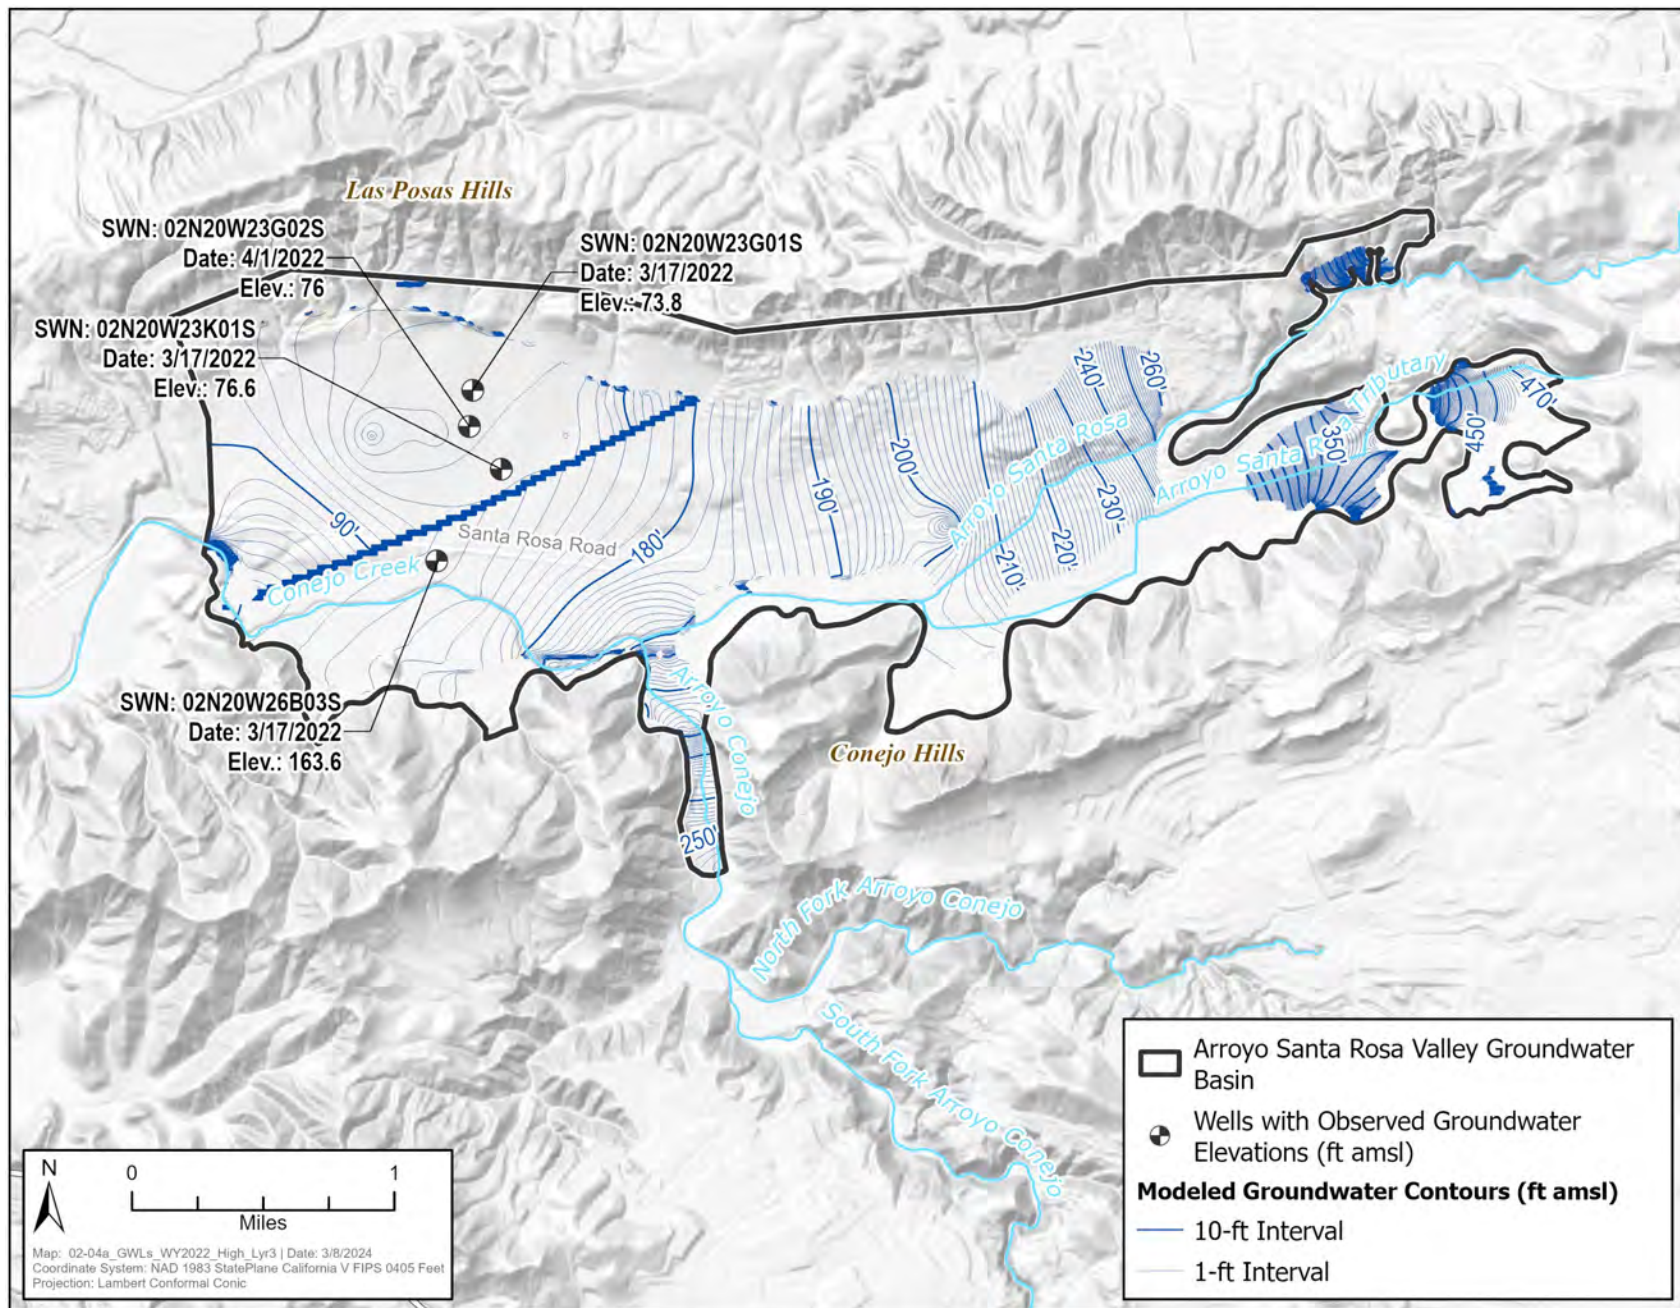 Las Posas Hills
SWN: 02N20W23G02S
Date: 4/1/2022
Elev.: 76
SWN: 02N20W23G01S
Date: 3/17/2022
Elev.: 73.8
SWN: 02N20W23K01S
Date: 3/17/2022
Elev.: 76.6
90'
Santa Rosa Road
Conejo Creek
180'
190'
200'
210'
220'
230'
240'
260'
Arroyo Santa Rosa
Arroyo Santa Rosa Tributary
350'
450'
470'
SWN: 02N20W26B03S
Date: 3/17/2022
Elev.: 163.6
Arroyo Conejo
250'
Conejo Hills
North Fork Arroyo Conejo
South Fork Arroyo Conejo
N
0 1
Miles
Map: 02-04a_GWLs_WY2022_High_Lyr3 | Date: 3/8/2024
Coordinate System: NAD 1983 StatePlane California V FIPS 0405 Feet
Projection: Lambert Conformal Conic
Arroyo Santa Rosa Valley Groundwater
Basin
Wells with Observed Groundwater
Elevations (ft amsl)
Modeled Groundwater Contours (ft amsl)
10-ft Interval
1-ft Interval